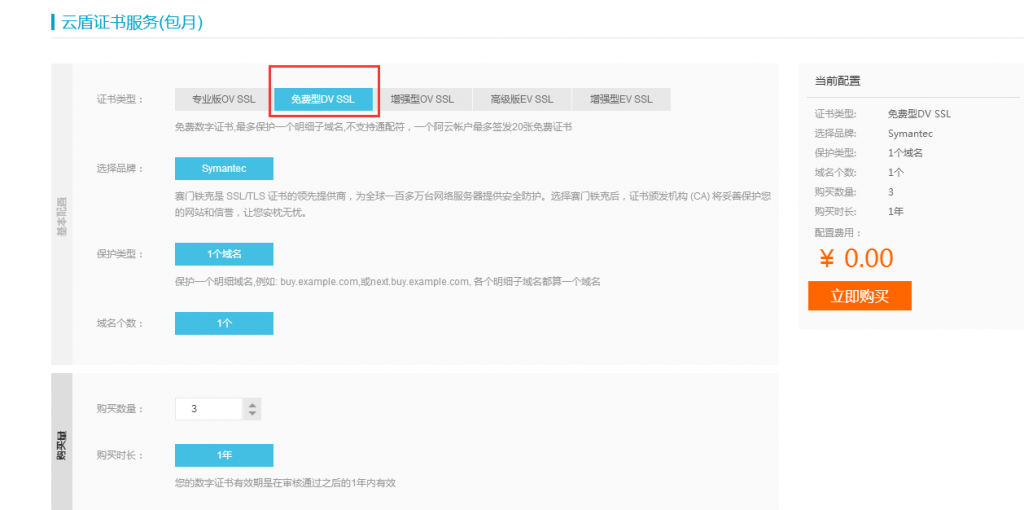 云盾证书服务(包月)
基本配置
证书类型：
专业版OV SSL
免费型DV SSL
增强型OV SSL
高级版EV SSL
增强型EV SSL
免费数字证书,最多保护一个明细子域名,不支持通配符，一个阿云帐户最多签发20张免费证书
选择品牌：
Symantec
赛门铁克是 SSL/TLS 证书的领先提供商，为全球一百多万台网络服务器提供安全防护。选择赛门铁克后，证书颁发机构 (CA) 将妥善保护您
的网站和信誉，让您安枕无忧。
保护类型：
1个域名
保护一个明细域名,例如: buy.example.com,或next.buy.example.com, 各个明细子域名都算一个域名
域名个数：
1个
购买量
购买数量：
3
购买时长：
1年
您的数字证书有效期是在审核通过之后的1年内有效
当前配置
证书类型: 免费型DV SSL
选择品牌: Symantec
保护类型: 1个域名
域名个数: 1个
购买数量: 3
购买时长: 1年
配置费用：
¥ 0.00
立即购买